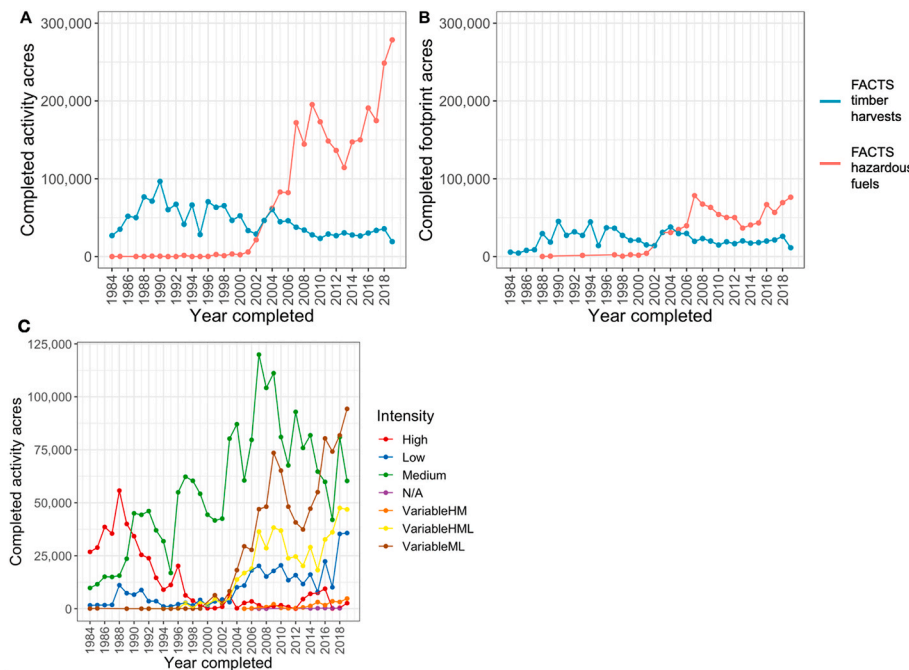 A
300,000
200,000
100,000
0
Completed activity acres
1984
1986
1988
1990
1992
1994
1996
1998
2000
2002
2004
2006
2008
2010
2012
2014
2016
2018
Year completed
B
300,000
200,000
100,000
0
Completed footprint acres
1984
1986
1988
1990
1992
1994
1996
1998
2000
2002
2004
2006
2008
2010
2012
2014
2016
2018
Year completed
FACTS
timber
harvests
FACTS
hazardous
fuels
C
125,000
100,000
75,000
50,000
25,000
0
Completed activity acres
1984
1986
1988
1990
1992
1994
1996
1998
2000
2002
2004
2006
2008
2010
2012
2014
2016
2018
Year completed
Intensity
High
Low
Medium
N/A
VariableHM
VariableHML
VariableML